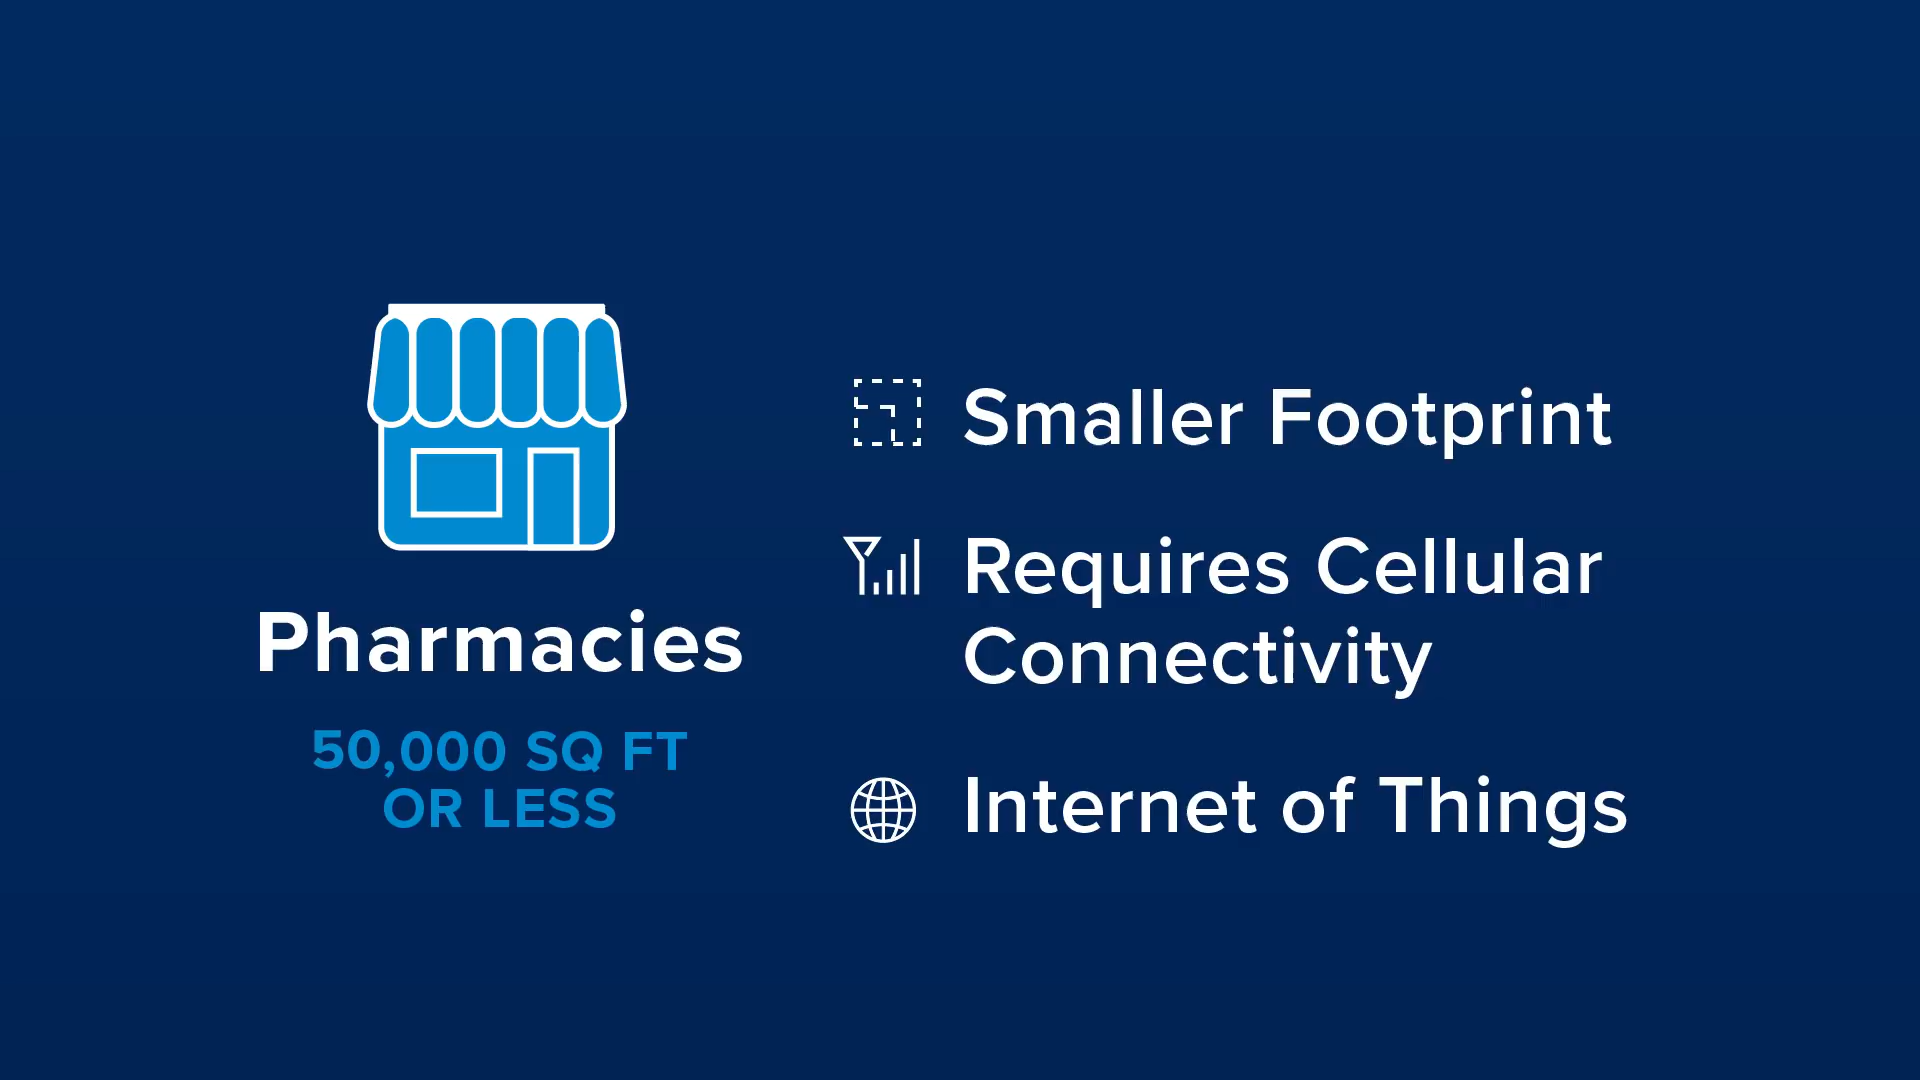 Pharmacies
50,000 SQ FT
OR LESS
Smaller Footprint
Requires Cellular
Connectivity
Internet of Things